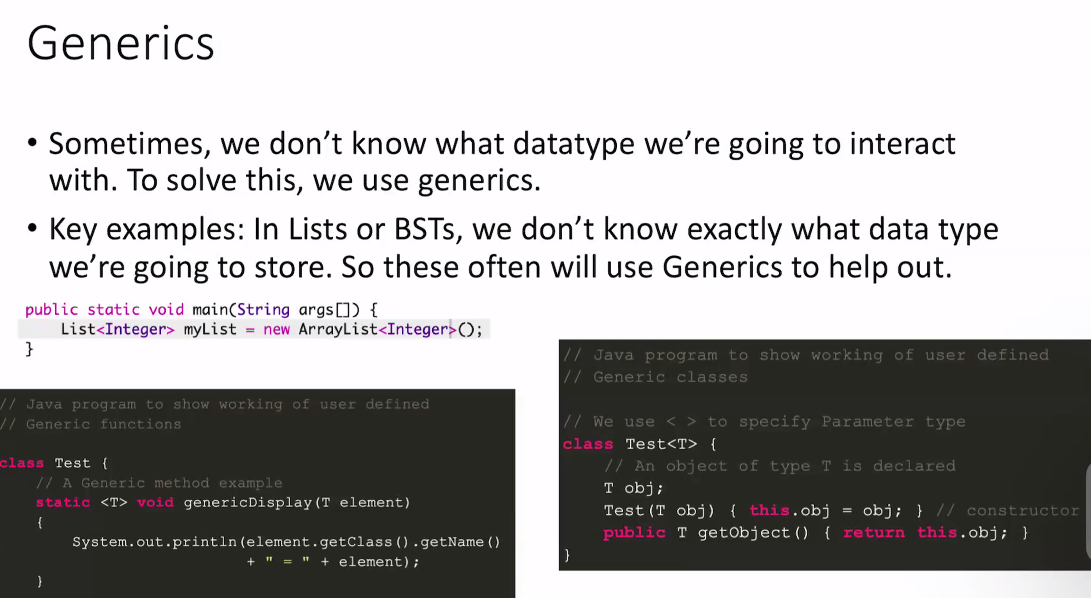 Generics
• Sometimes, we don’t know what datatype we’re going to interact
with. To solve this, we use generics.
• Key examples: In Lists or BSTs, we don’t know exactly what data type
we’re going to store. So these often will use Generics to help out.
public static void main(String args[]) {
List<Integer> myList = new ArrayList<Integer>();
}
// Java program to show working of user defined
// Generic functions
class Test {
// A Generic method example
static <T> void genericDisplay(T element)
{
System.out.println(element.getClass().getName()
+ " = " + element);
}
// Java program to show working of user defined
// Generic classes
// We use < > to specify Parameter type
class Test<T> {
// An object of type T is declared
T obj;
Test(T obj) { this.obj = obj; } // constructor
public T getObject() { return this.obj; }
}